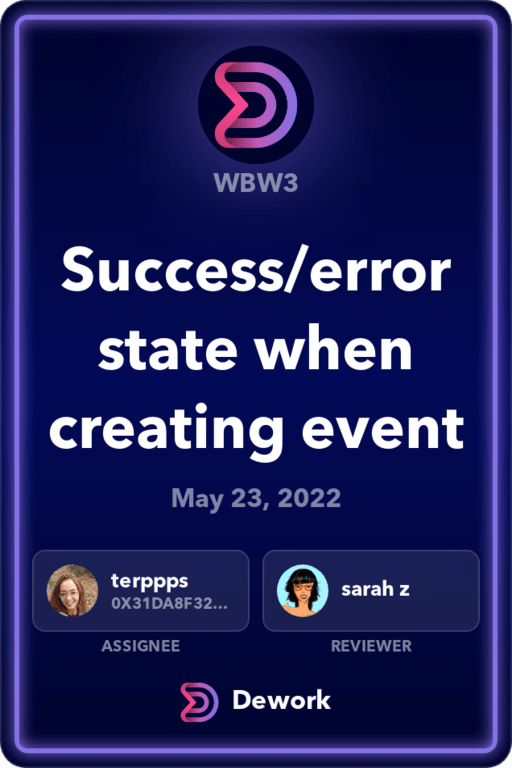 WBW3
Success/error
state when
creating event
May 23, 2022
terppps
0X31DA8F32...
sarah z
ASSIGNEE
REVIEWER
Dework